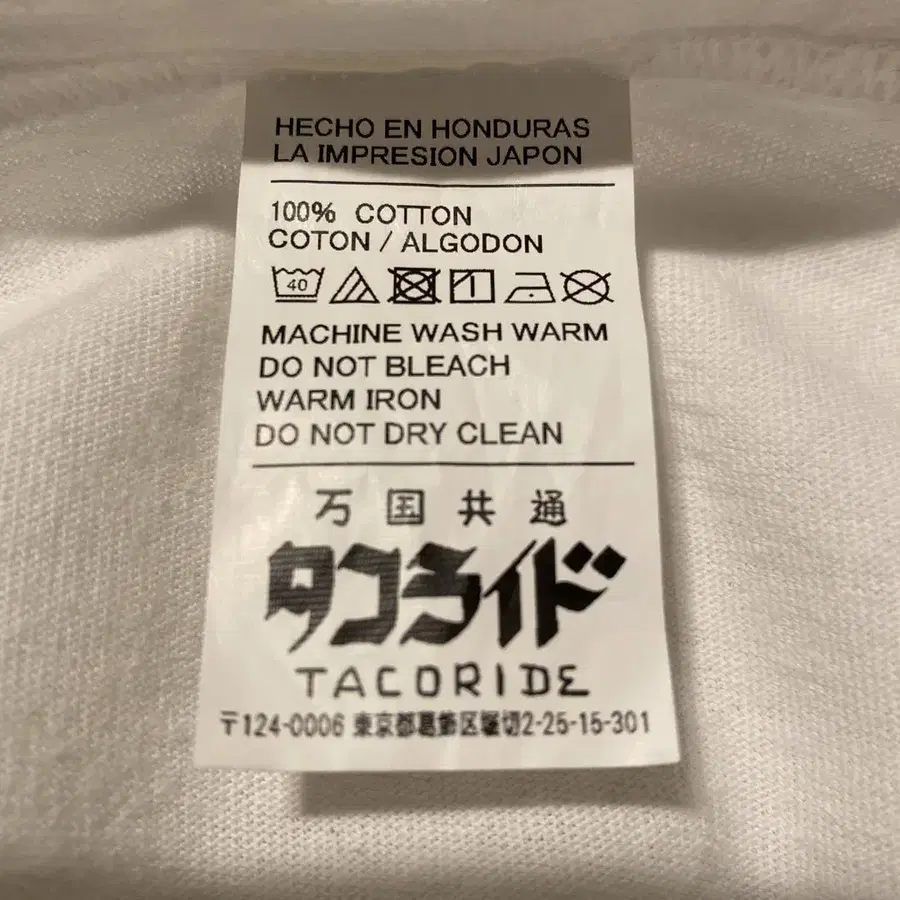 HECHO EN HONDURAS
LA IMPRESION JAPON
100% COTTON
COTON / ALGODON
40
MACHINE WASH WARM
DO NOT BLEACH
WARM IRON
DO NOT DRY CLEAN
万国共通
タコライド
TACORIDE
〒124-0006 東京都葛飾区堀切2-25-15-301